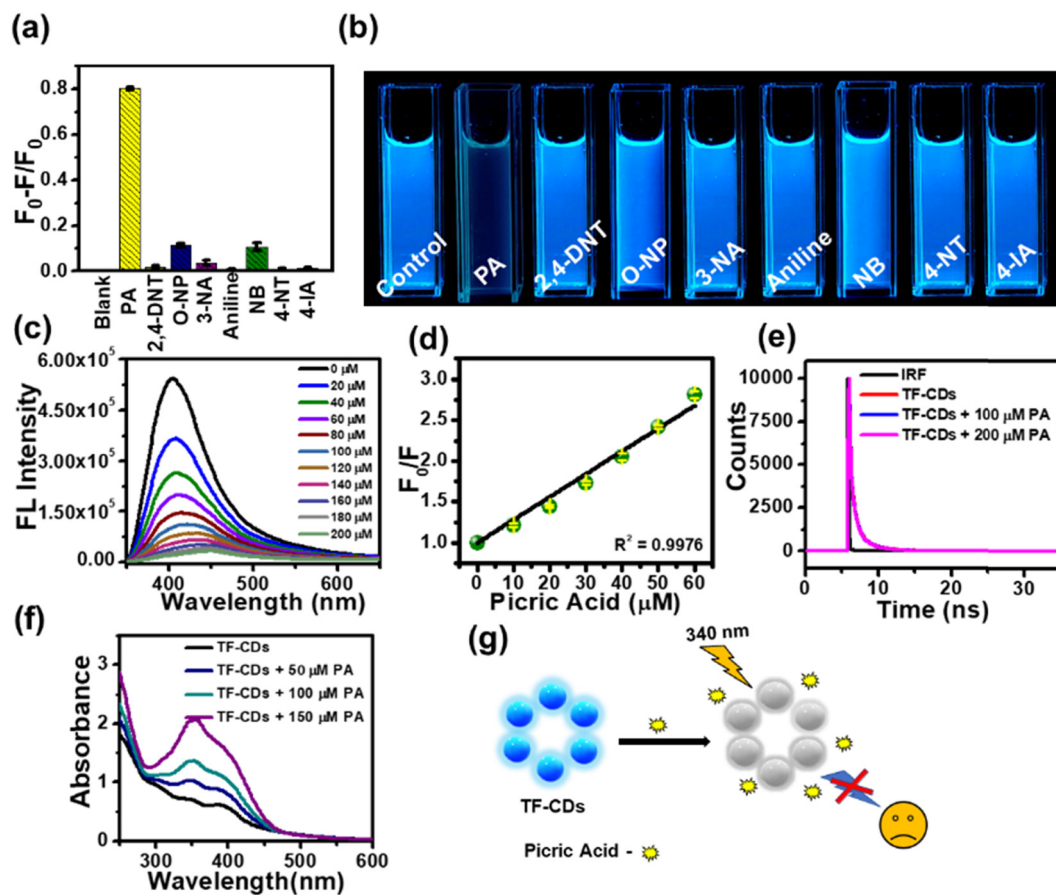 (a)
F₀-F/F₀
0.8
0.6
0.4
0.2
0.0
Blank
PA
2,4-DNT
O-NP
3-NA
Aniline
NB
4-NT
4-IA
(b)
Control
PA
2,4-DNT
O-NP
3-NA
Aniline
NB
4-NT
4-IA
(c)
FL Intensity
6.00x10⁵
4.50x10⁵
3.00x10⁵
1.50x10⁵
0.00
400 450 500 600
Wavelength (nm)
0 µM
20 µM
40 µM
60 µM
80 µM
100 µM
120 µM
140 µM
160 µM
180 µM
200 µM
(d)
F₀/F
3.0
2.5
2.0
1.5
1.0
R² = 0.9976
0 10 20 30 40 50 60
Picric Acid (µM)
(e)
Counts
10000
7500
5000
2500
0
IRF
TF-CDs
TF-CDs + 100 µM PA
TF-CDs + 200 µM PA
0 10 20 30
Time (ns)
(f)
Absorbance
3
2
1
0
TF-CDs
TF-CDs + 50 µM PA
TF-CDs + 100 µM PA
TF-CDs + 150 µM PA
300 400 500 600
Wavelength(nm)
(g)
340 nm
TF-CDs
Picric Acid -